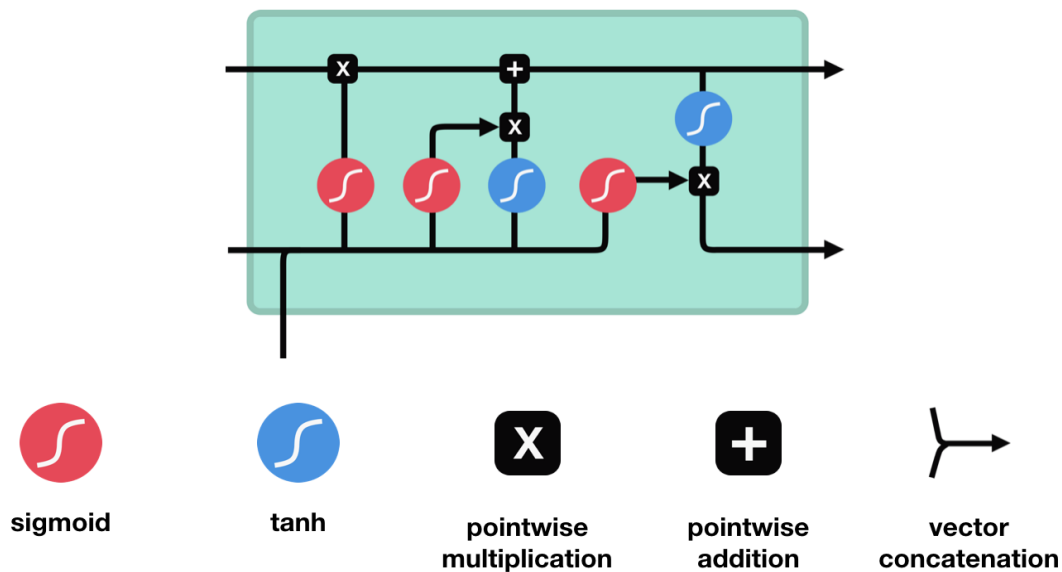 X
+
X
X
X
+
sigmoid
tanh
pointwise
multiplication
pointwise
addition
vector
concatenation